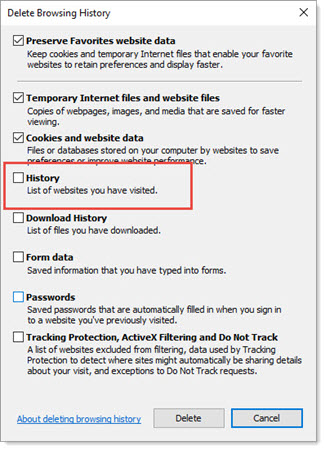 Delete Browsing History
Preserve Favorites website data
Keep cookies and temporary Internet files that enable your favorite
websites to retain preferences and display faster.
Temporary Internet files and website files
Copies of webpages, images, and media that are saved for faster
viewing.
Cookies and website data
Files or databases stored on your computer by websites to save
preferences or improve website performance.
History
List of websites you have visited.
Download History
List of files you have downloaded.
Form data
Saved information that you have typed into forms.
Passwords
Saved passwords that are automatically filled in when you sign in
to a website you've previously visited.
Tracking Protection, ActiveX Filtering and Do Not Track
A list of websites excluded from filtering, data used by Tracking
Protection to detect where sites might automatically be sharing details
about your visit, and exceptions to Do Not Track requests.
About deleting browsing history Delete Cancel